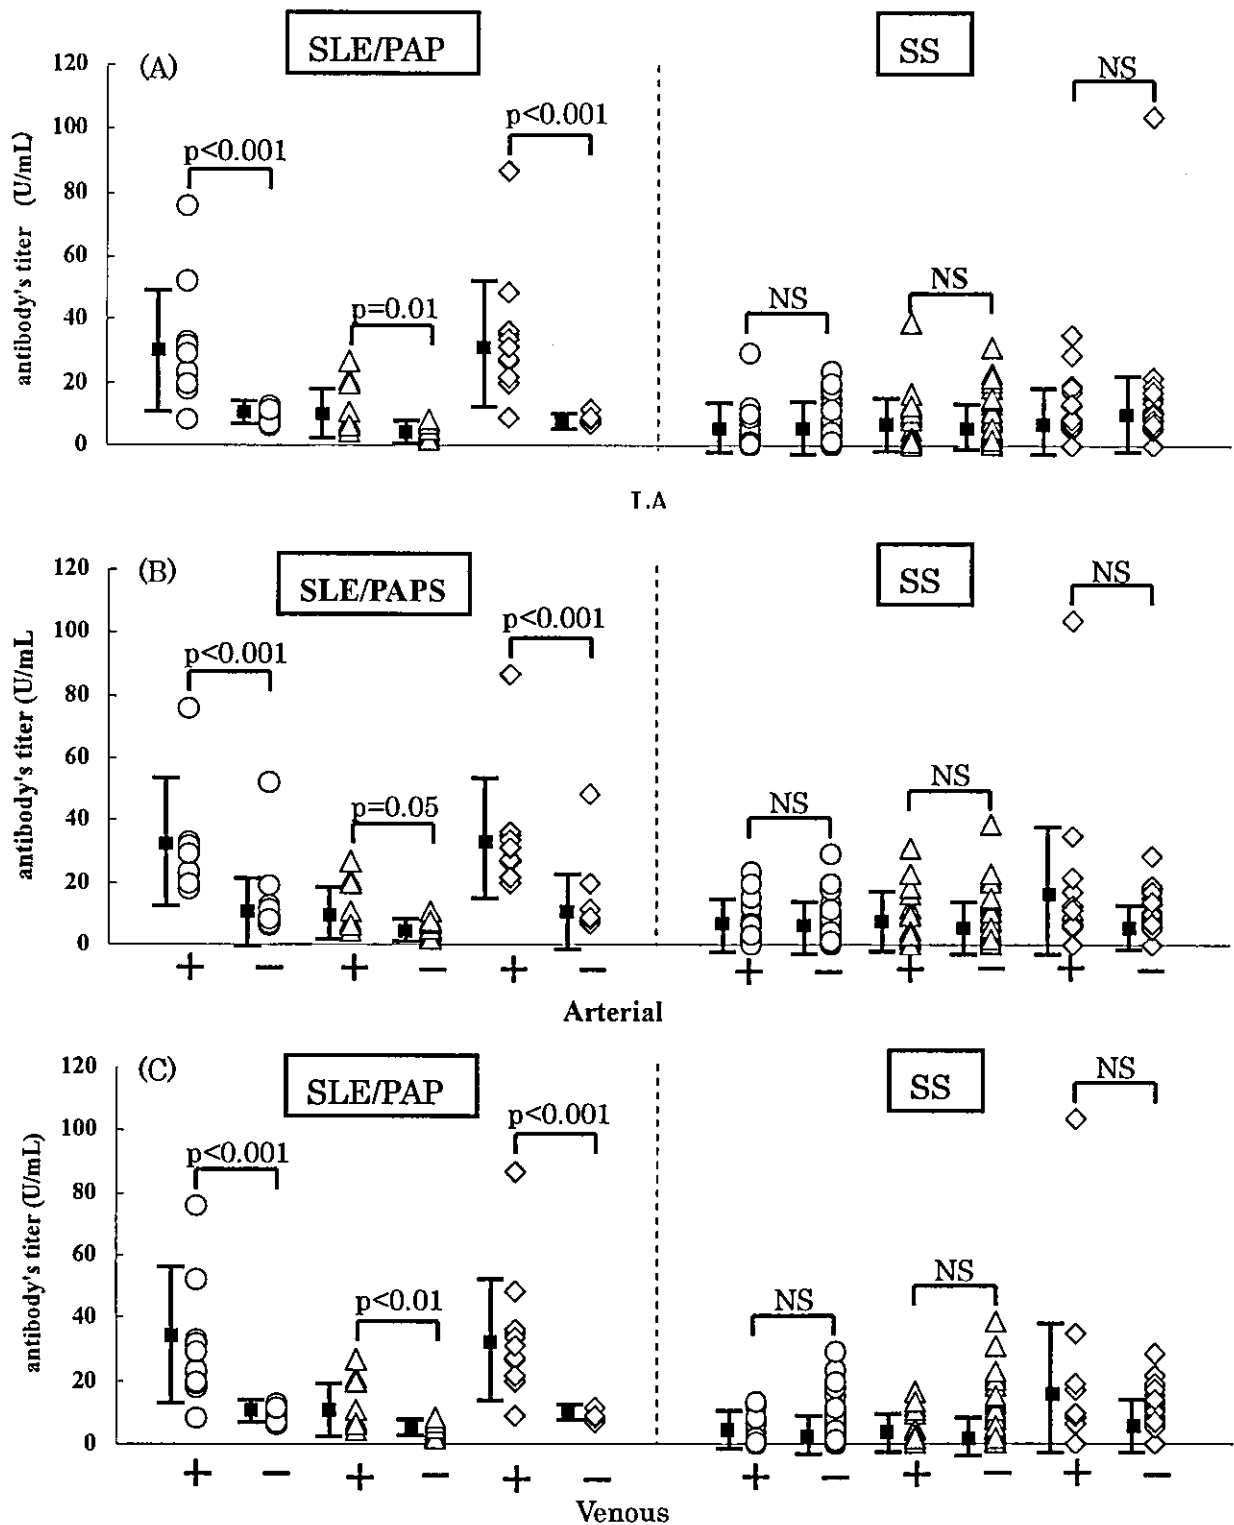 SLE/PAP
SS
(A)
120
100
80
60
40
20
0
antibody's titer (U/mL)
p<0.001
p=0.01
p<0.001
NS
NS
NS
LA
(B)
SLE/PAPS
SS
120
100
80
60
40
20
0
antibody's titer (U/mL
p<0.001
p=0.05
p<0.001
NS
NS
NS
+ − + − + − + − + − + −
Arterial
(C)
SLE/PAP
SS
120
100
80
60
40
20
0
antibody's titer (U/mL)
p<0.001
p<0.01
p<0.001
NS
NS
NS
+ − + − + − + − + − + −
Venous